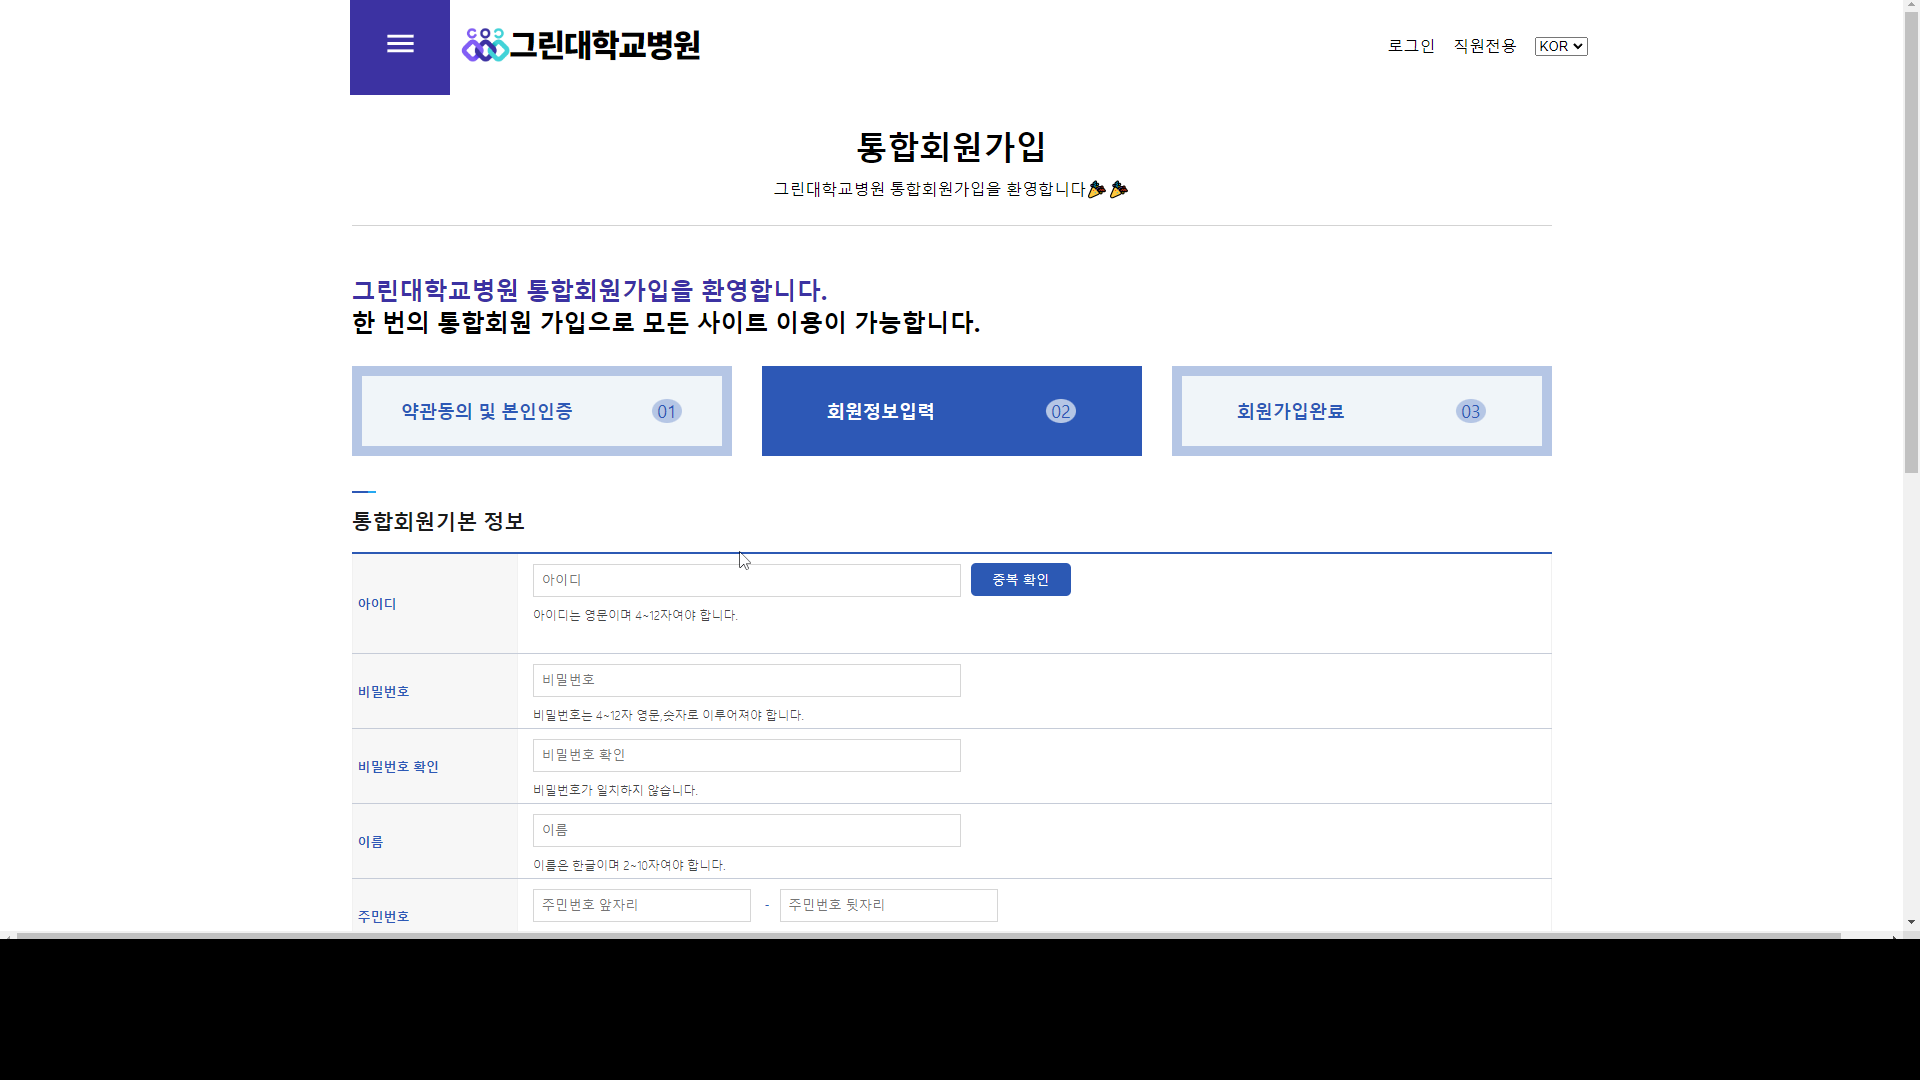 그린대학교병원
로그인 직원전용 KOR
통합회원가입
그린대학교병원 통합회원가입을 환영합니다🎉🎉
그린대학교병원 통합회원가입을 환영합니다.
한 번의 통합회원 가입으로 모든 사이트 이용이 가능합니다.
약관동의 및 본인인증 01
회원정보입력 02
회원가입완료 03
통합회원기본 정보
아이디
아이디
중복 확인
아이디는 영문이며 4~12자여야 합니다.
비밀번호
비밀번호
비밀번호는 4~12자 영문,숫자로 이루어져야 합니다.
비밀번호 확인
비밀번호 확인
비밀번호가 일치하지 않습니다.
이름
이름
이름은 한글이며 2~10자여야 합니다.
주민번호
주민번호 앞자리 - 주민번호 뒷자리